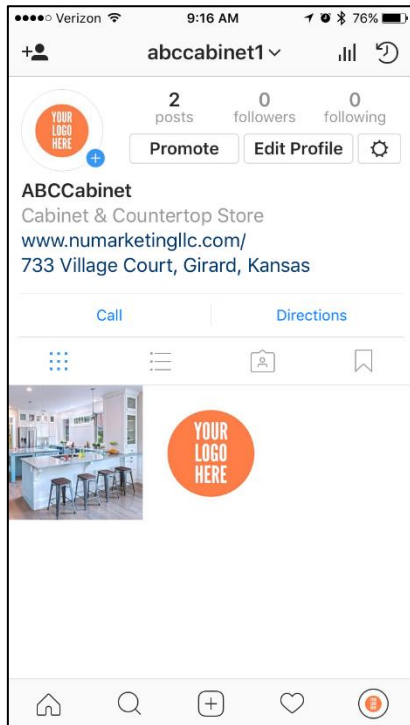 Verizon 9:16 AM 76%
abccabinet1
YOUR
LOGO
HERE
2 0 0
posts followers following
Promote Edit Profile
ABCCabinet
Cabinet & Countertop Store
www.numarketingllc.com/
733 Village Court, Girard, Kansas
Call Directions
YOUR
LOGO
HERE